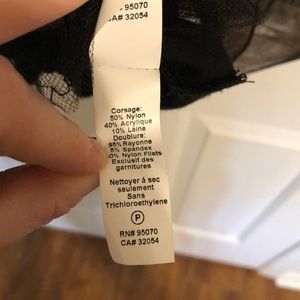 RN# 95070
CA# 32054
Corsage:
50% Nylon
40% Acrylique
10% Laine
Doublure:
95% Rayonne
5% Spandex
Nylon Filets
Exclusif des
garnitures
Nettoyer à sec
seulement
Sans
Trichloroethylene
P
RN# 95070
CA# 32054